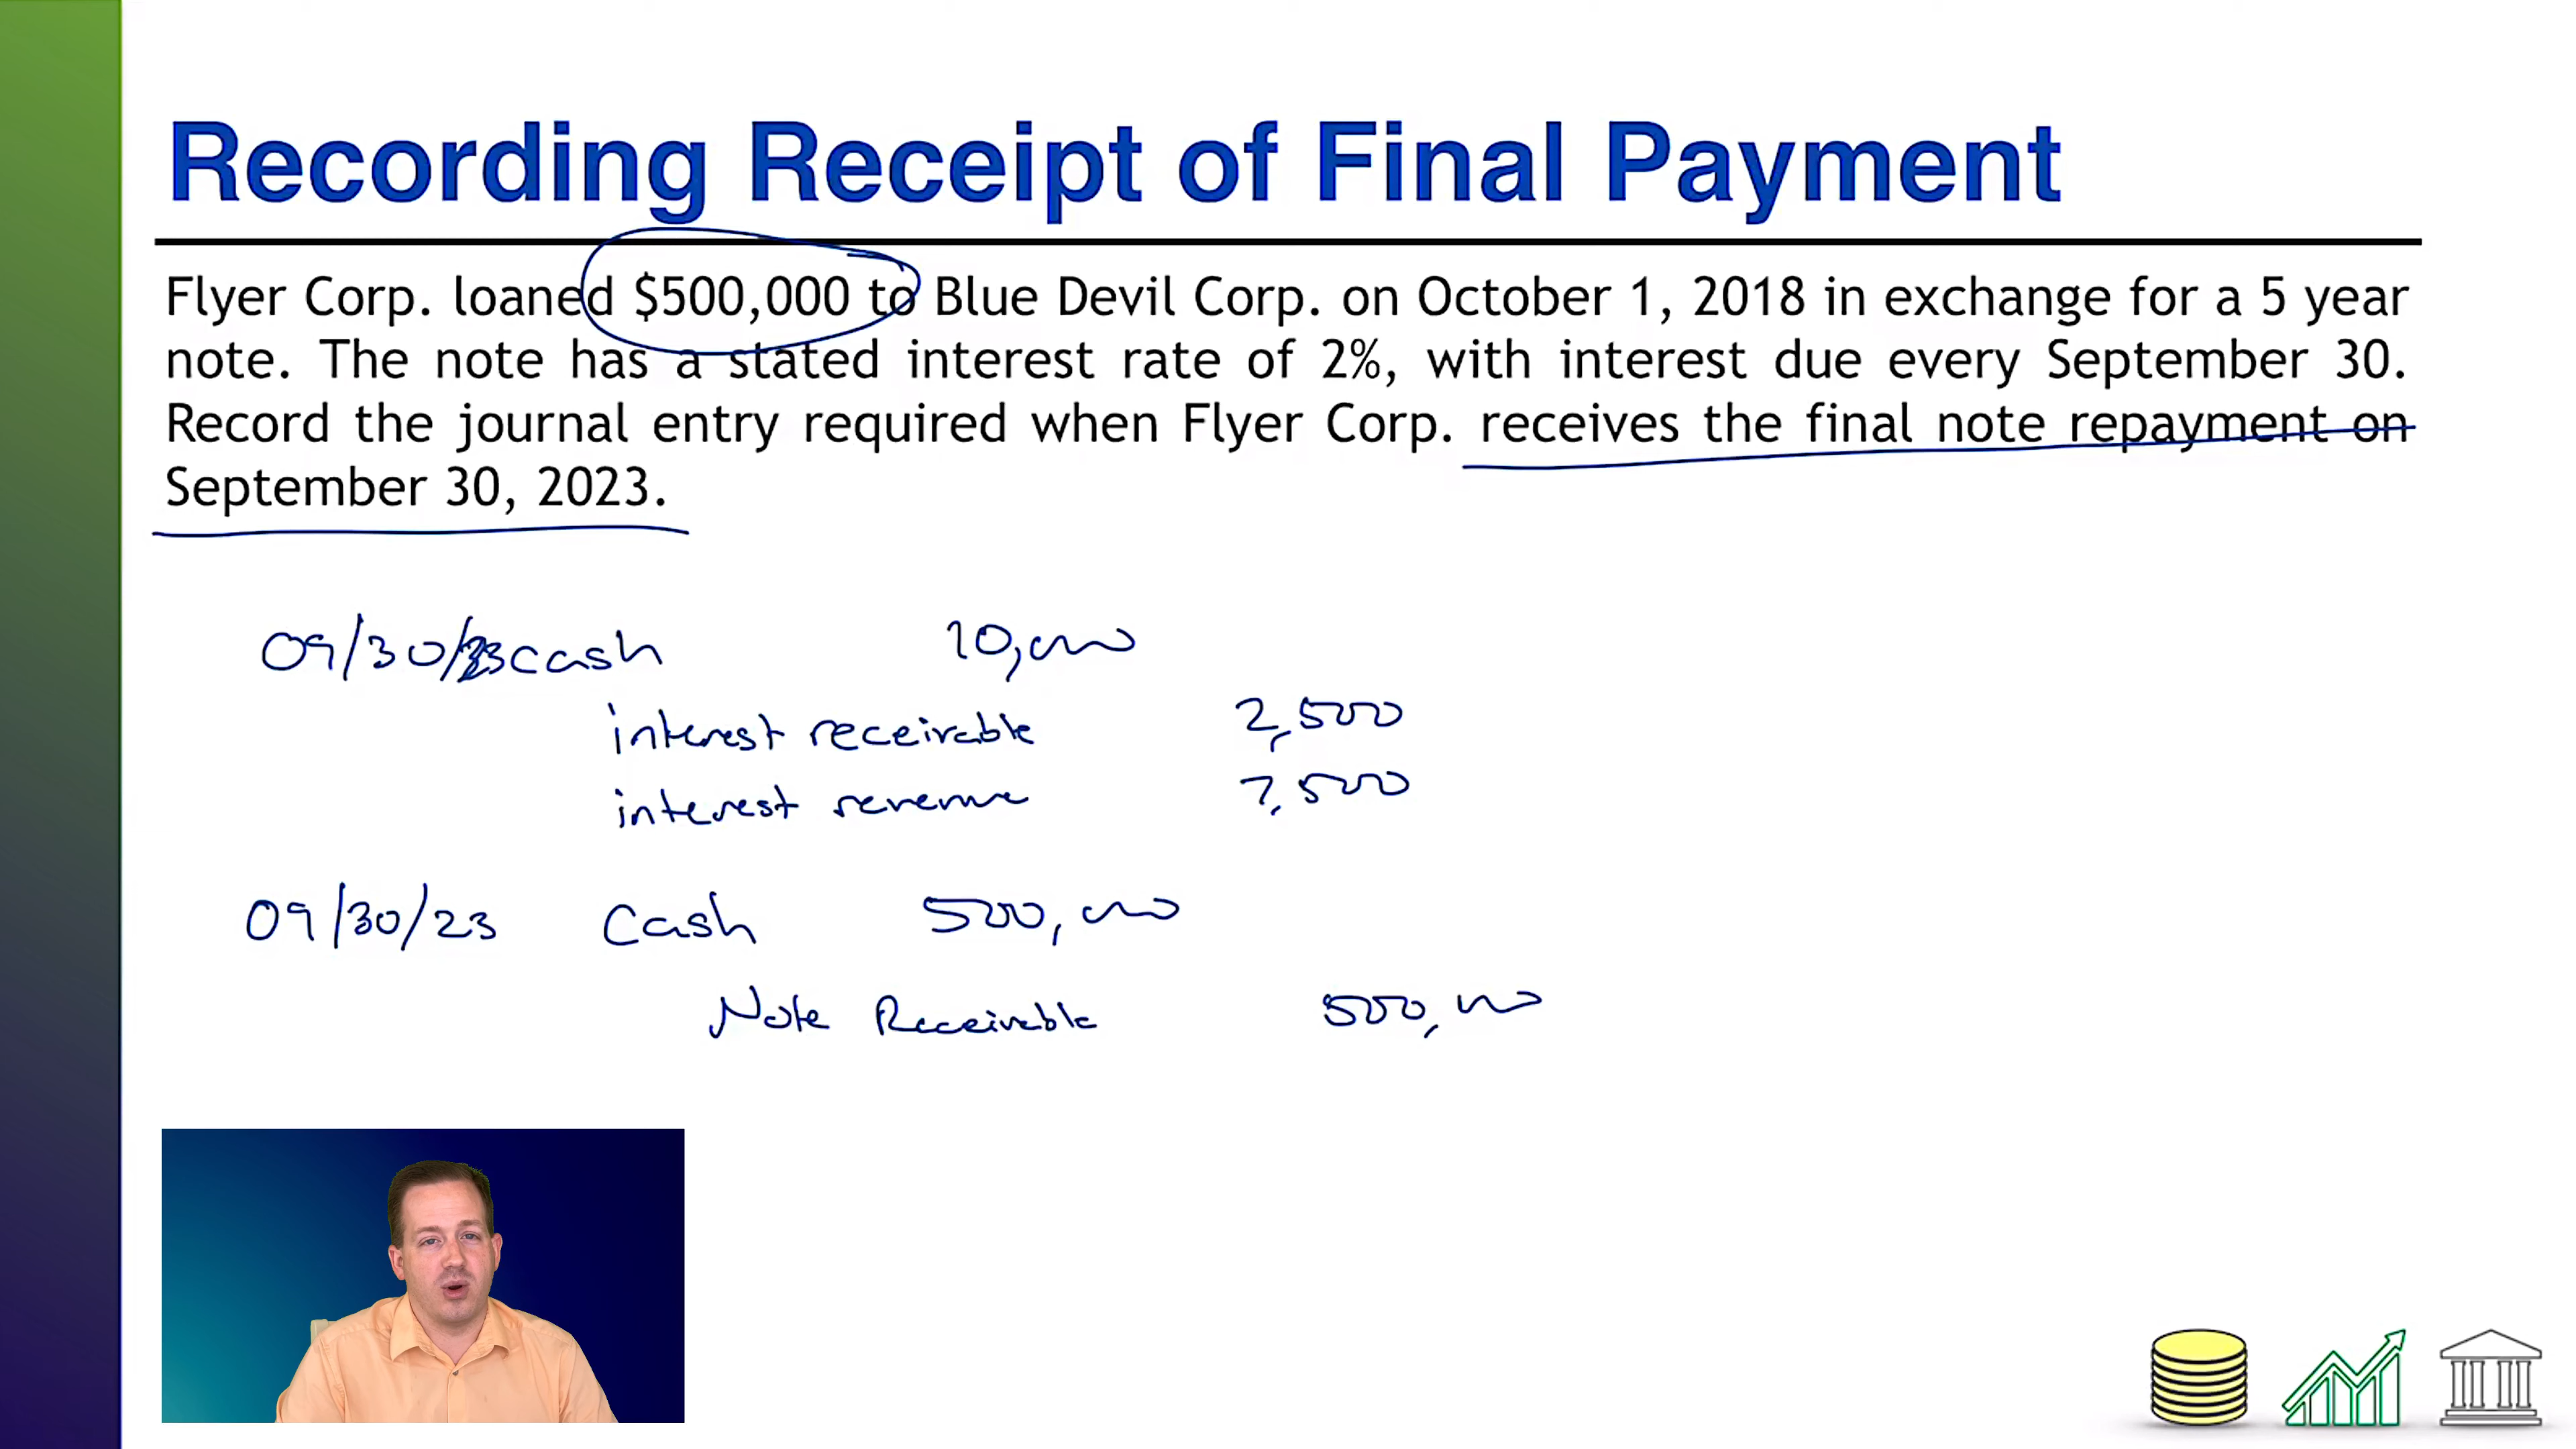 Recording Receipt of Final Payment
Flyer Corp. loaned $500,000 to Blue Devil Corp. on October 1, 2018 in exchange for a 5 year
note. The note has a stated interest rate of 2%, with interest due every September 30.
Record the journal entry required when Flyer Corp. receives the final note repayment on
September 30, 2023.
09/30/23 cash 10,000
interest receivable 2,500
interest revenue 7,500
09/30/23 Cash 500,000
Note Receivable 500,000